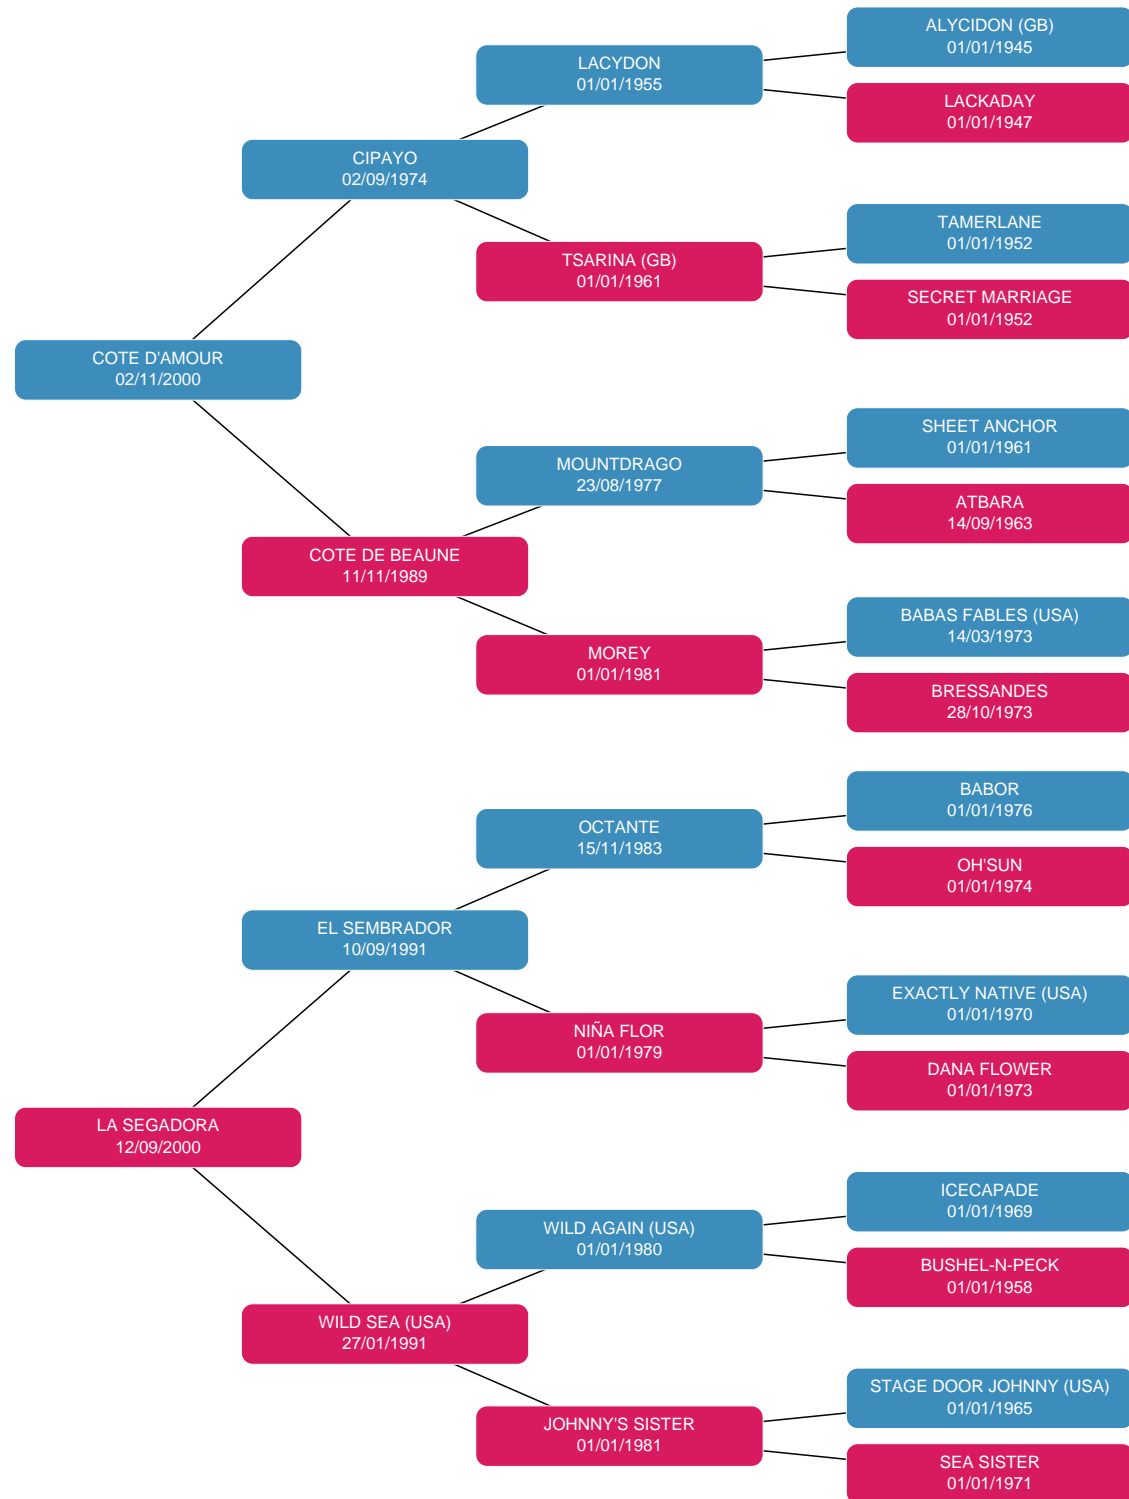 ALYCIDON (GB)
01/01/1945
LACYDON
01/01/1955
LACKADAY
01/01/1947
CIPAYO
02/09/1974
TAMERLANE
01/01/1952
TSARINA (GB)
01/01/1961
SECRET MARRIAGE
01/01/1952
COTE D'AMOUR
02/11/2000
SHEET ANCHOR
01/01/1961
MOUNTDRAGO
23/08/1977
ATBARA
14/09/1963
COTE DE BEAUNE
11/11/1989
BABAS FABLES (USA)
14/03/1973
MOREY
01/01/1981
BRESSANDES
28/10/1973
BABOR
01/01/1976
OCTANTE
15/11/1983
OH'SUN
01/01/1974
EL SEMBRADOR
10/09/1991
EXACTLY NATIVE (USA)
01/01/1970
NIÑA FLOR
01/01/1979
DANA FLOWER
01/01/1973
LA SEGADORA
12/09/2000
ICECAPADE
01/01/1969
WILD AGAIN (USA)
01/01/1980
BUSHEL-N-PECK
01/01/1958
WILD SEA (USA)
27/01/1991
STAGE DOOR JOHNNY (USA)
01/01/1965
JOHNNY'S SISTER
01/01/1981
SEA SISTER
01/01/1971